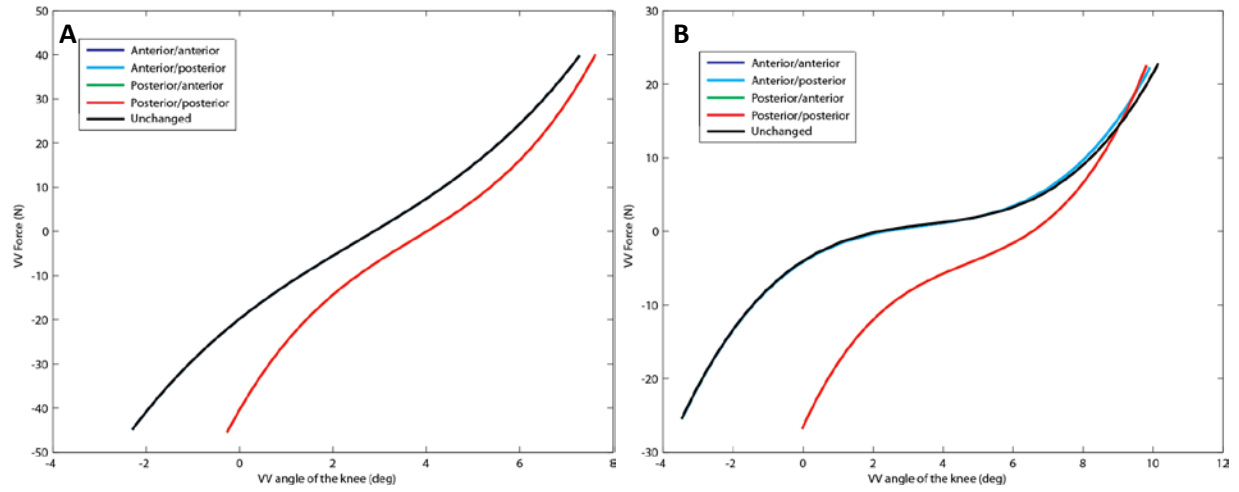 A
50
40
30
20
10
0
-10
-20
-30
-40
-50
-4
-2
0
2
4
6
8
VV Force (N)
VV angle of the knee (deg)
Anterior/anterior
Anterior/posterior
Posterior/anterior
Posterior/posterior
Unchanged
B
30
20
10
0
-10
-20
-30
-4
-2
0
2
4
6
8
10
12
VV Force (N)
VV angle of the knee (deg)
Anterior/anterior
Anterior/posterior
Posterior/anterior
Posterior/posterior
Unchanged